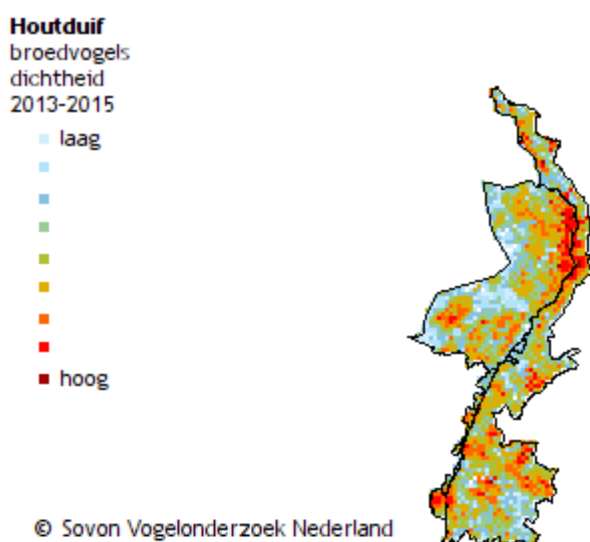 Houtduif
broedvogels
dichtheid
2013-2015
laag
hoog
© Sovon Vogelonderzoek Nederland